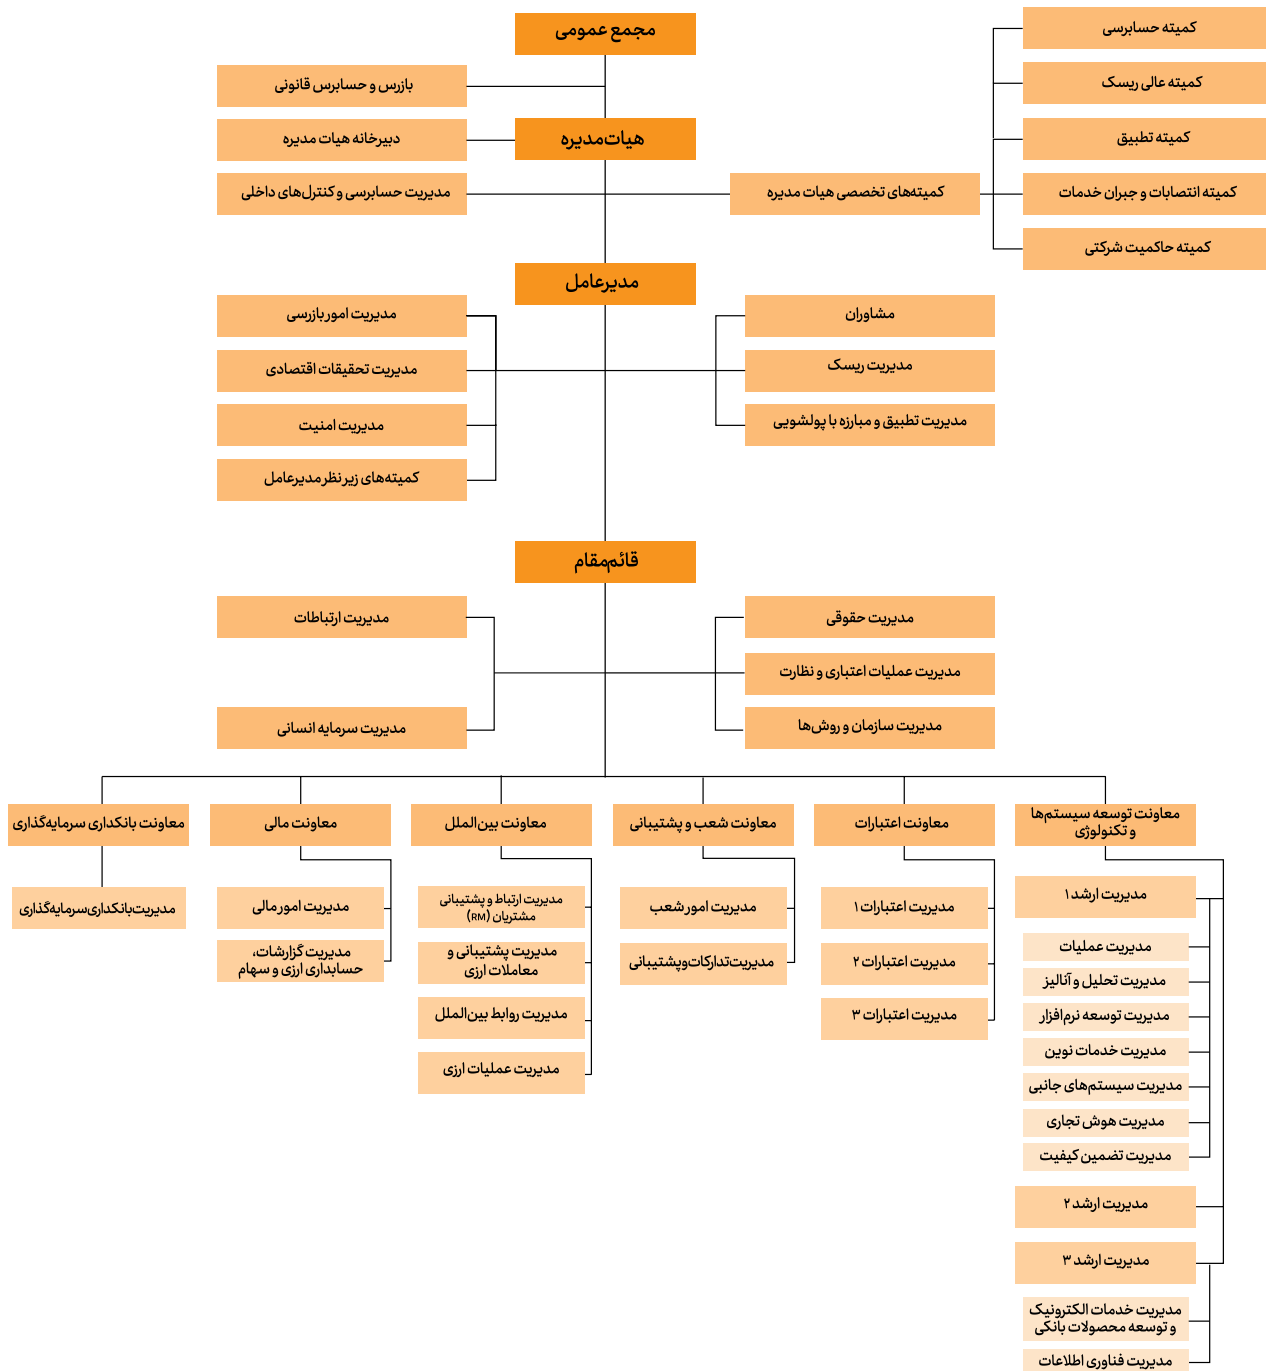 مجمع عمومی
کمیته حسابرسی
بازرس و حسابرس قانونی
کمیته عالی ریسک
هیات‌مدیره
دبیرخانه هیات مدیره
کمیته تطبیق
کمیته‌های تخصصی هیات مدیره
مدیریت حسابرسی و کنترل‌های داخلی
کمیته انتصابات و جبران خدمات
کمیته حاکمیت شرکتی
مدیرعامل
مشاوران
مدیریت امور بازرسی
مدیریت ریسک
مدیریت تحقیقات اقتصادی
مدیریت تطبیق و مبارزه با پولشویی
مدیریت امنیت
کمیته‌های زیر نظر مدیرعامل
قائم‌مقام
مدیریت حقوقی
مدیریت ارتباطات
مدیریت عملیات اعتباری و نظارت
مدیریت سازمان و روش‌ها
مدیریت سرمایه انسانی
معاونت توسعه سیستم‌ها
و تکنولوژی
معاونت اعتبارات
معاونت شعب و پشتیبانی
معاونت بین‌الملل
معاونت مالی
معاونت بانکداری سرمایه‌گذاری
مدیریت ارشد ۱
مدیریت عملیات
مدیریت تحلیل و آنالیز
مدیریت توسعه نرم‌افزار
مدیریت خدمات نوین
مدیریت سیستم‌های جانبی
مدیریت هوش تجاری
مدیریت تضمین کیفیت
مدیریت ارشد ۲
مدیریت ارشد ۳
مدیریت خدمات الکترونیک
و توسعه محصولات بانکی
مدیریت فناوری اطلاعات
مدیریت اعتبارات ۱
مدیریت اعتبارات ۲
مدیریت اعتبارات ۳
مدیریت امور شعب
مدیریت‌تدارکات‌وپشتیبانی
مدیریت ارتباط و پشتیبانی
مشتریان (RM)
مدیریت پشتیبانی و
معاملات ارزی
مدیریت روابط بین‌الملل
مدیریت عملیات ارزی
مدیریت امور مالی
مدیریت گزارشات،
حسابداری ارزی و سهام
مدیریت‌بانکداری‌سرمایه‌گذاری